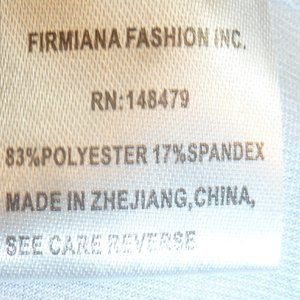 FIRMIANA FASHION INC.
RN:148479
83%POLYESTER 17%SPANDEX
MADE IN ZHEJIANG,CHINA,
SEE CARE REVERSE